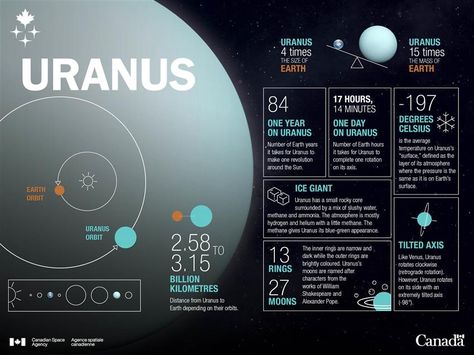 URANUS
EARTH
ORBIT
URANUS
ORBIT
2.58 TO
3.15
BILLION
KILOMETRES
Distance from Uranus to
Earth depending on their orbits.
URANUS
4 times
THE SIZE OF
EARTH
URANUS
15 times
THE MASS OF
EARTH
84
ONE YEAR
ON URANUS
Number of Earth years
it takes for Uranus to
make one revolution
around the Sun.
17 HOURS,
14 MINUTES
ONE DAY
ON URANUS
Number of Earth hours
it takes for Uranus to
complete one rotation
on its axis.
-197
DEGREES
CELSIUS
is the average
temperature on Uranus's
"surface," defined as the
layer of its atmosphere
where the pressure is the
same as it is on Earth's
surface.
ICE GIANT
Uranus has a small rocky core
surrounded by a mix of slushy water,
methane and ammonia. The atmosphere is mostly
hydrogen and helium with a little methane. The
methane gives Uranus its blue-green appearance.
13
RINGS
27
MOONS
The inner rings are narrow and
dark while the outer rings are
brightly coloured. Uranus's
moons are named after
characters from the
works of William
Shakespeare and
Alexander Pope.
TILTED AXIS
Like Venus, Uranus
rotates clockwise
(retrograde rotation).
However, Uranus rotates
on its side with an
extremely tilted axis
(-98°).
Canadian Space
Agency
Agence spatiale
canadienne
Canada